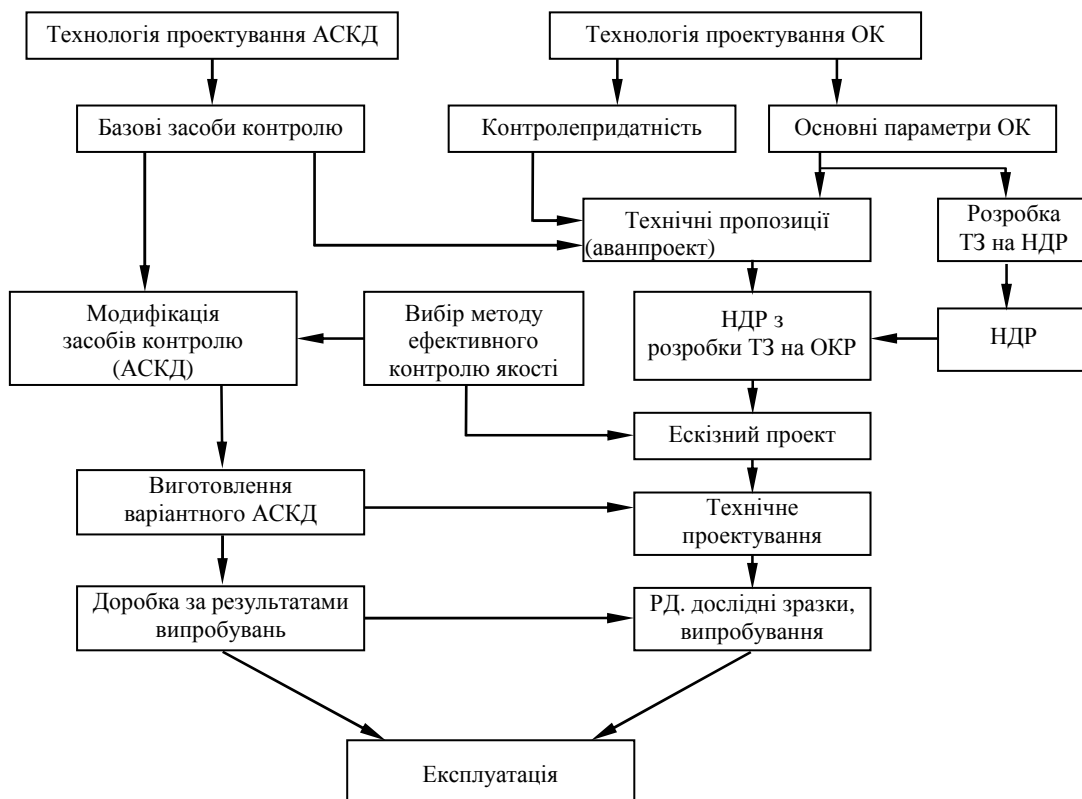 Технологія проектування АСКД
Технологія проектування ОК
Базові засоби контролю
Контролепридатність
Основні параметри ОК
Технічні пропозиції
(аванпроект)
Розробка
ТЗ на НДР
Модифікація
засобів контролю
(АСКД)
Вибір методу
ефективного
контролю якості
НДР з
розробки ТЗ на ОКР
НДР
Ескізний проект
Виготовлення
варіантного АСКД
Технічне
проектування
Доробка за результатами
випробувань
РД. дослідні зразки,
випробування
Експлуатація